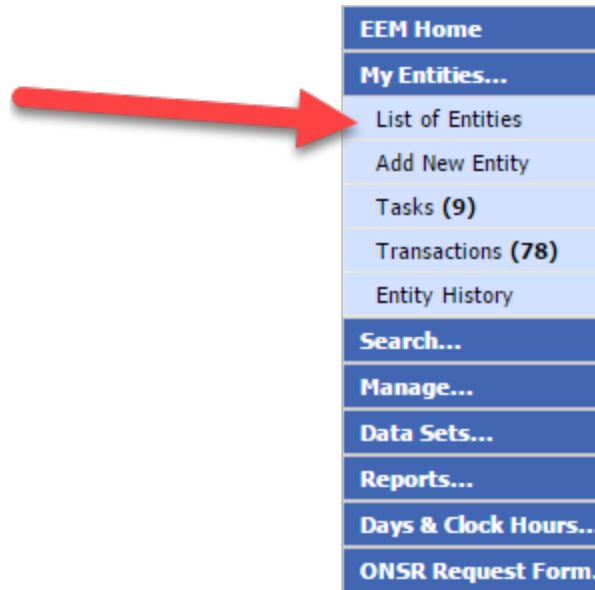 EEM Home
My Entities...
List of Entities
Add New Entity
Tasks (9)
Transactions (78)
Entity History
Search...
Manage...
Data Sets...
Reports...
Days & Clock Hours...
ONSR Request Form.